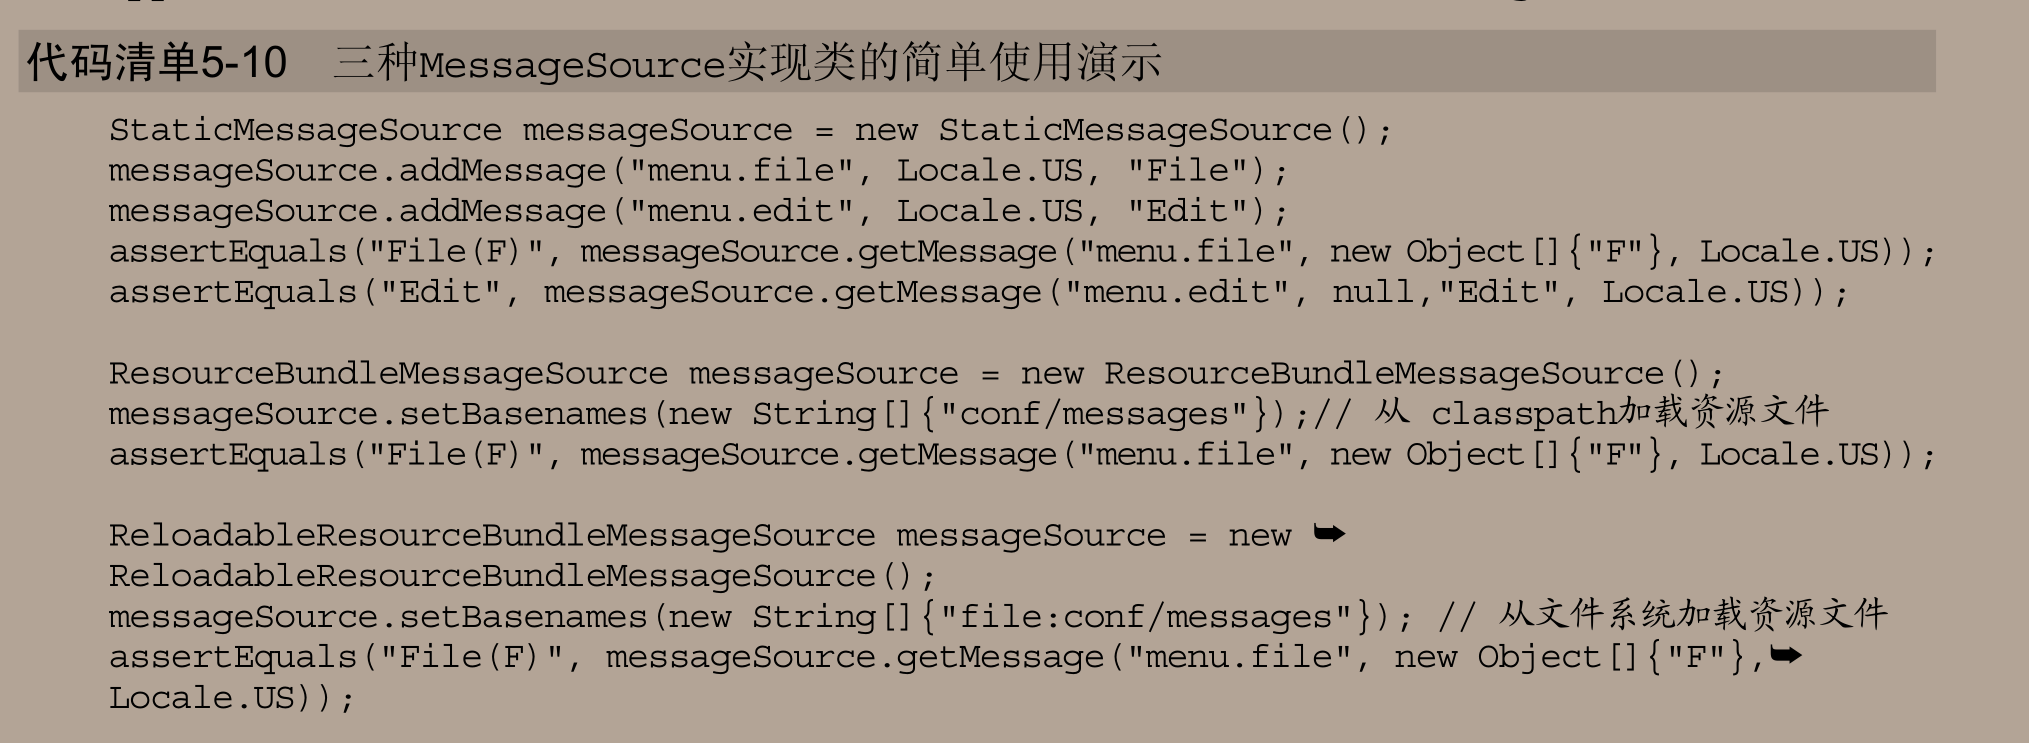 代码清单5-10 三种MessageSource实现类的简单使用演示
StaticMessageSource messageSource = new StaticMessageSource();
messageSource.addMessage("menu.file", Locale.US, "File");
messageSource.addMessage("menu.edit", Locale.US, "Edit");
assertEquals("File(F)", messageSource.getMessage("menu.file", new Object[]{"F"}, Locale.US));
assertEquals("Edit", messageSource.getMessage("menu.edit", null,"Edit", Locale.US));
ResourceBundleMessageSource messageSource = new ResourceBundleMessageSource();
messageSource.setBasenames(new String[]{"conf/messages"});// 从 classpath加载资源文件
assertEquals("File(F)", messageSource.getMessage("menu.file", new Object[]{"F"}, Locale.US));
ReloadableResourceBundleMessageSource messageSource = new ➥
ReloadableResourceBundleMessageSource();
messageSource.setBasenames(new String[]{"file:conf/messages"}); // 从文件系统加载资源文件
assertEquals("File(F)", messageSource.getMessage("menu.file", new Object[]{"F"},➥
Locale.US));